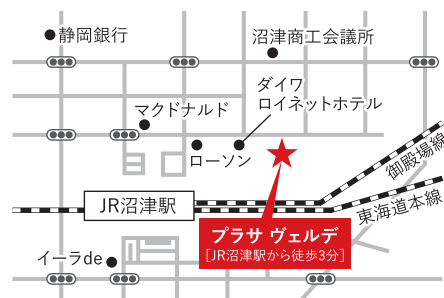 静岡銀行
沼津商工会議所
ダイワ
ロイネットホテル
マクドナルド
ローソン
御殿場線
東海道本線
JR沼津駅
プラサ ヴェルデ
[JR沼津駅から徒歩3分]
イーラde